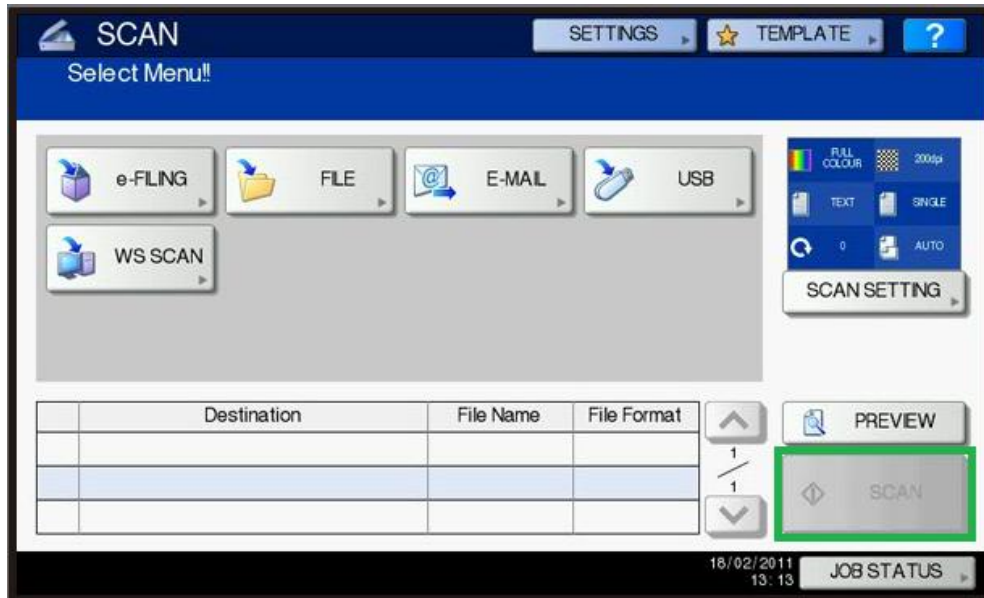 SCAN
SETTINGS
TEMPLATE
?
Select Menu!!
e-FILING
FILE
E-MAIL
USB
WS SCAN
FULL COLOUR
200dpi
TEXT
SINGLE
0
AUTO
SCAN SETTING
Destination File Name File Format
1
1
PREVIEW
SCAN
18/02/2011
13:13
JOB STATUS